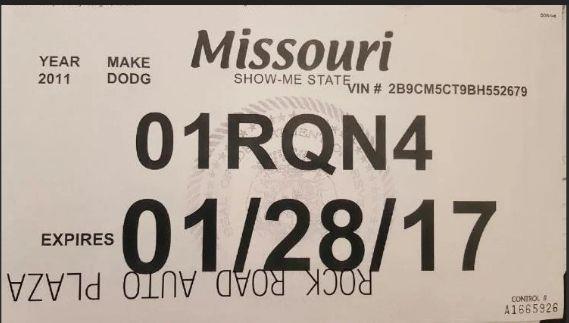 Missouri
SHOW-ME STATE
YEAR MAKE
2011 DODG
VIN # 2B9CM5CT9BH552679
01RQN4
EXPIRES 01/28/17
ROCK ROAD AUTO PLAZA
CONTROL #
A1665926